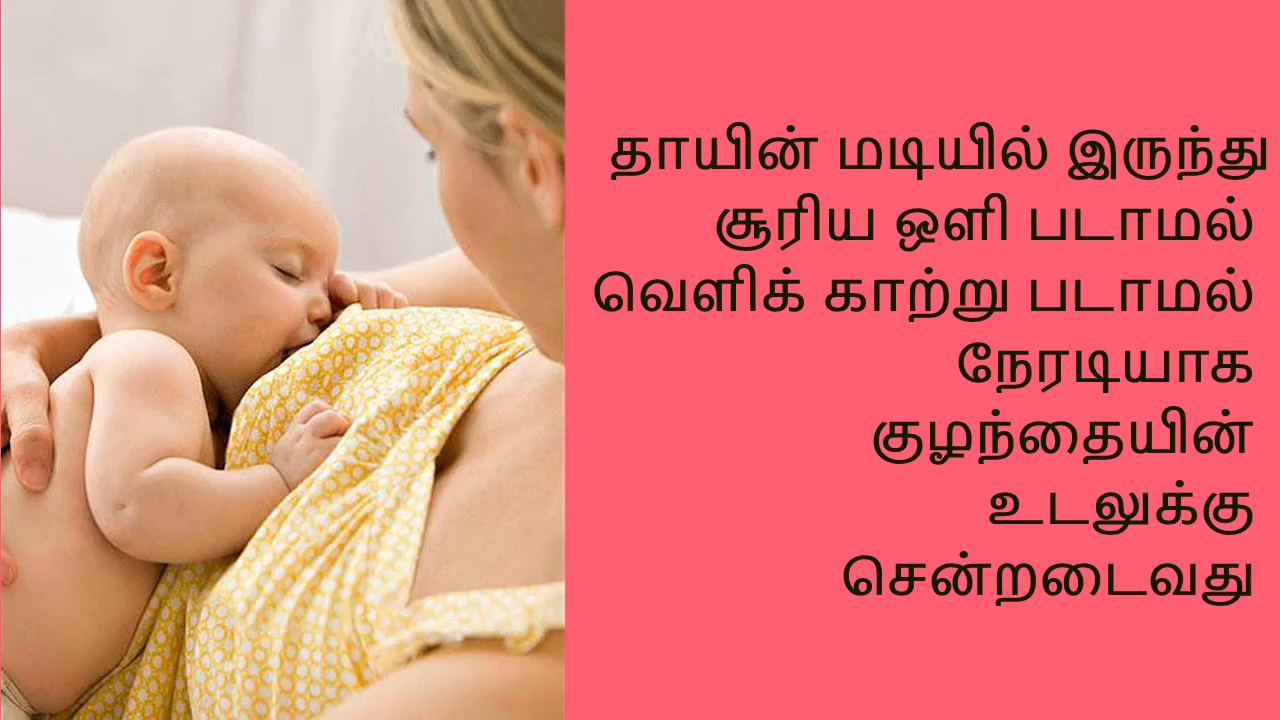 தாயின் மடியில் இருந்து
சூரிய ஒளி படாமல்
வெளிக் காற்று படாமல்
நேரடியாக
குழந்தையின்
உடலுக்கு
சென்றடைவது